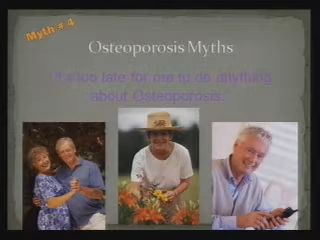 Myth # 4
Osteoporosis Myths
"It's too late for me to do anything
about Osteoporosis."